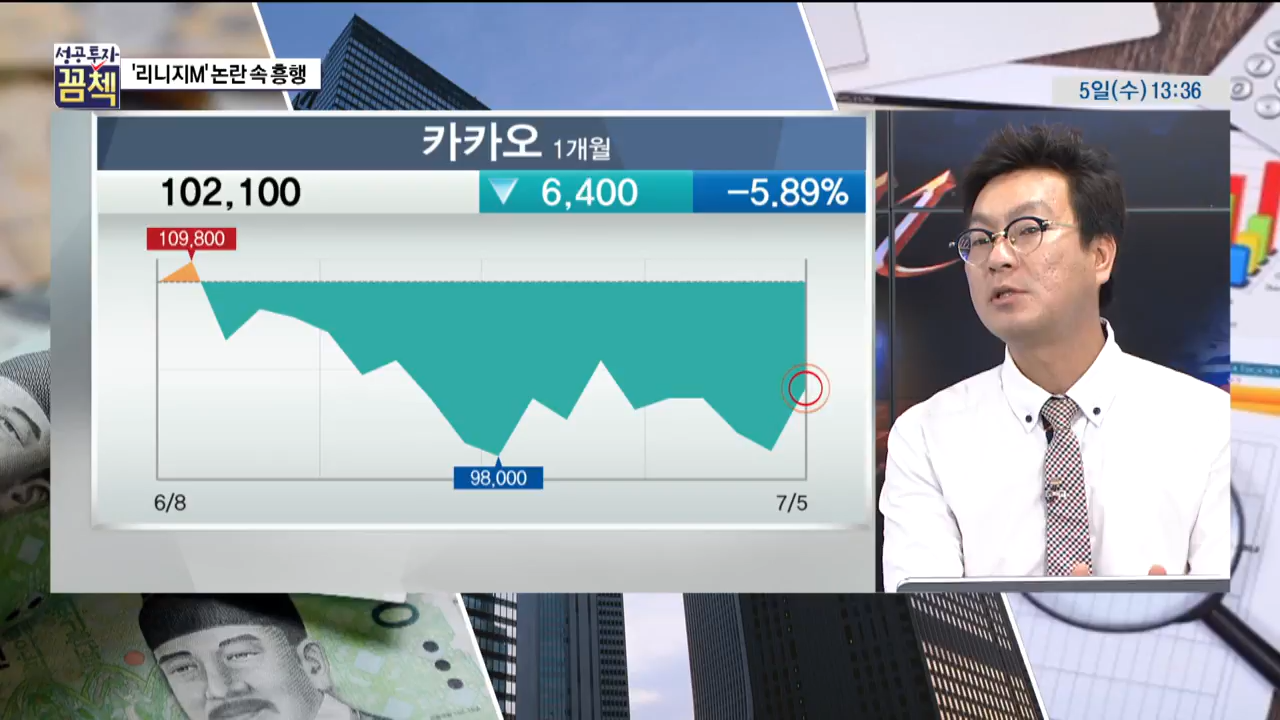 성공투자
꼼첵
'리니지M' 논란 속 흥행
5일(수) 13:36
카카오 1개월
102,100 ▼ 6,400 -5.89%
109,800
98,000
6/8 7/5